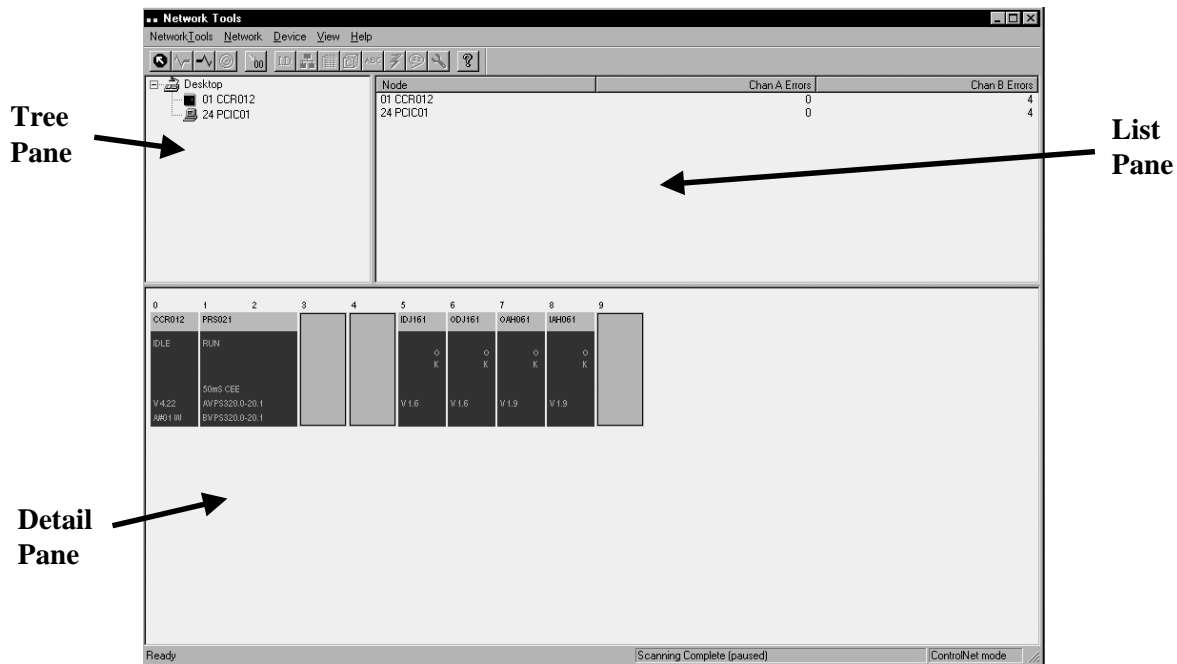 Network Tools
NetworkTools Network Device View Help
00 I.D ABC ?
Desktop
01 CCR012
24 PCIC01
Node Chan A Errors Chan B Errors
01 CCR012 0 4
24 PCIC01 0 4
Tree
Pane
List
Pane
0 1 2 3 4 5 6 7 8 9
CCR012 PRS021 IDJ161 ODJ161 OAH061 IAH061
IDLE RUN
O O O O
K K K K
50mS CEE
V 4.22 AVPS320.0-20.1 V 1.6 V 1.6 V 1.9 V 1.9
A#01 W BVPS320.0-20.1
Detail
Pane
Ready Scanning Complete (paused) ControlNet mode